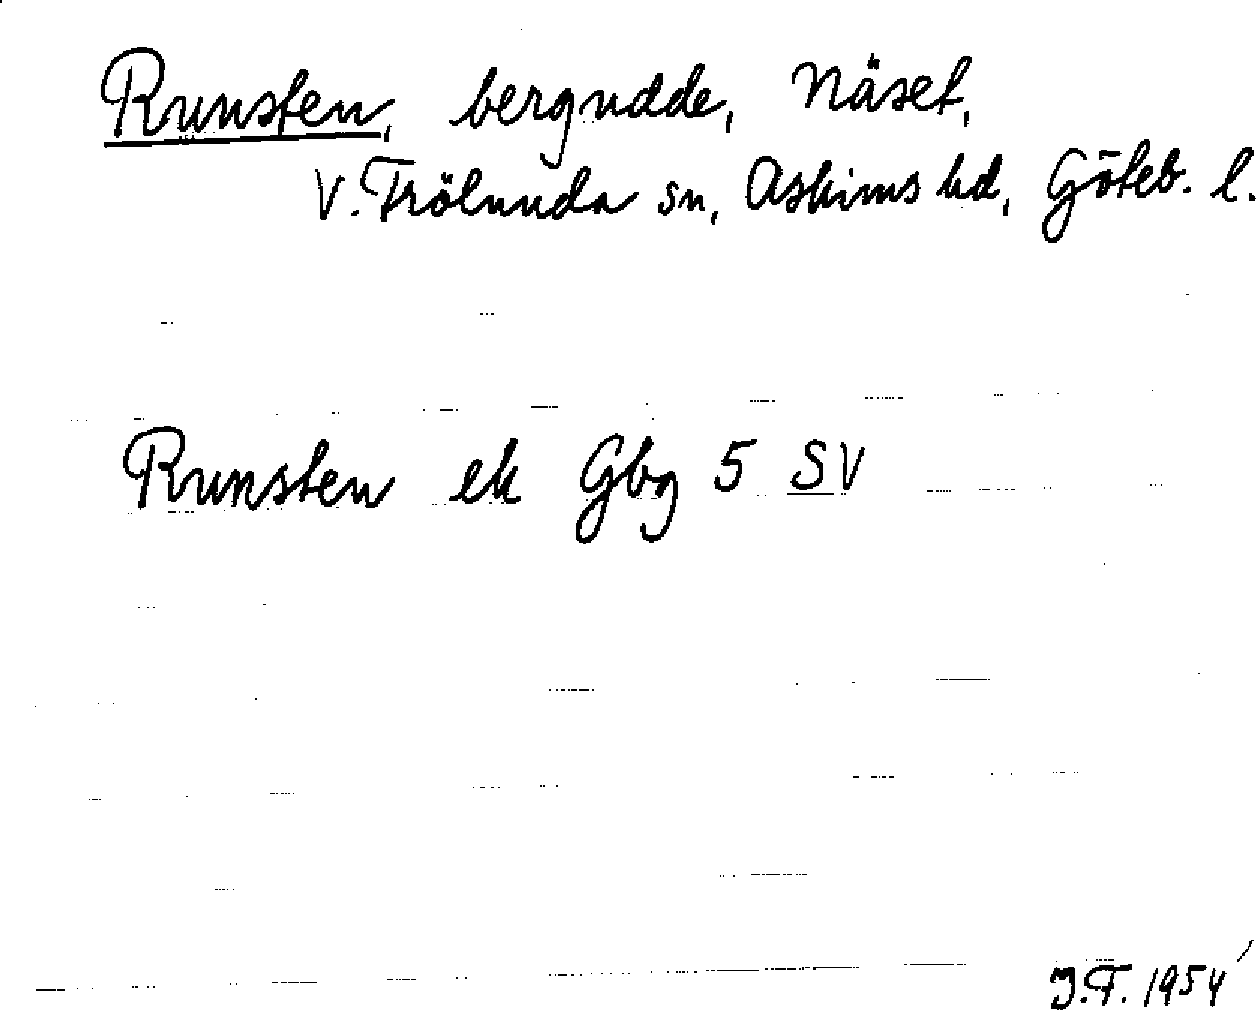 Runsten, bergudde, Näset,
V. Frölunda sn, Askims hd, Göteb. l.
Runsten ek Gbg 5 SV
I.F. 1954